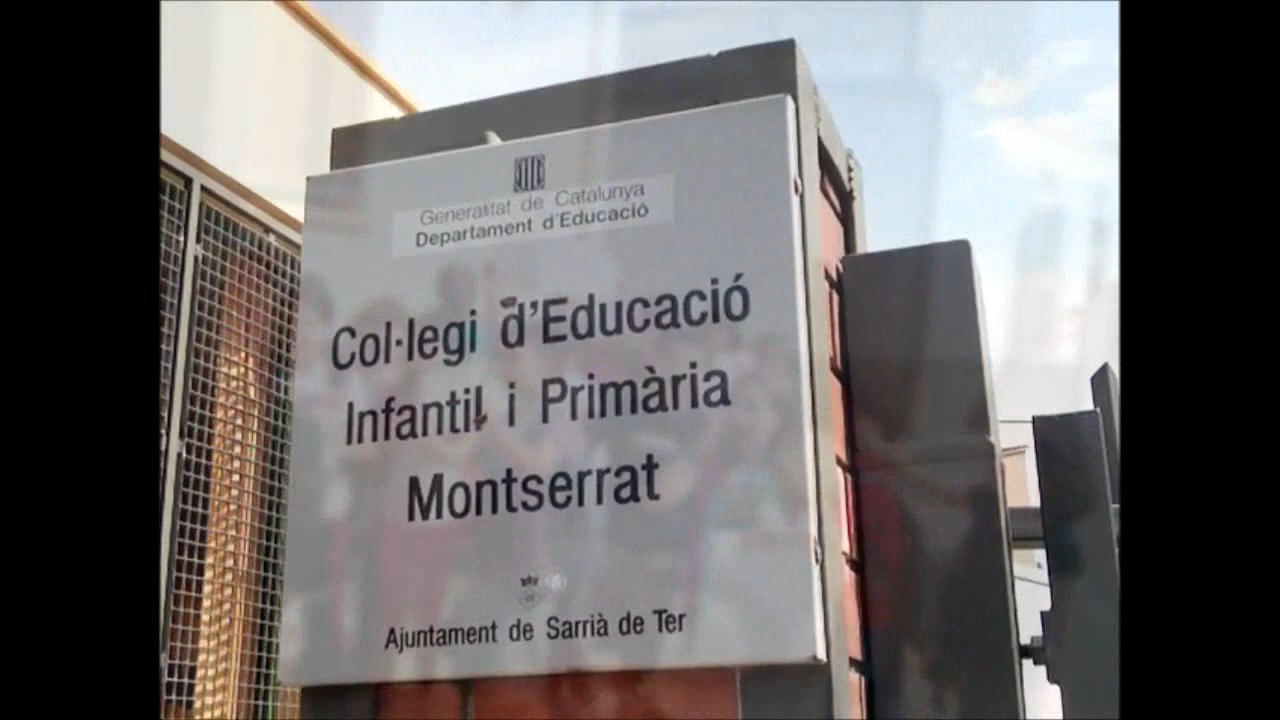 Generalitat de Catalunya
Departament d'Educació
Col·legi d'Educació
Infantil i Primària
Montserrat
Ajuntament de Sarrià de Ter